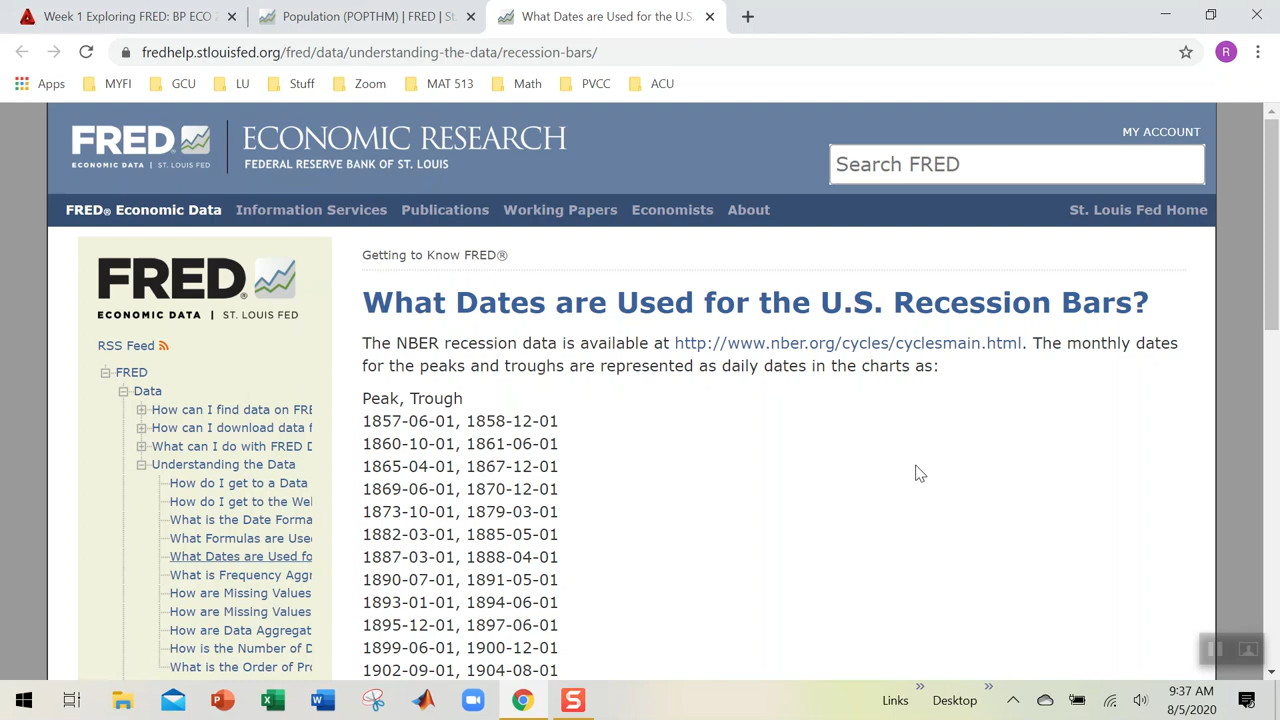 Week 1 Exploring FRED: BP ECO
Population (POPTHM) | FRED | St.
What Dates are Used for the U.S.
fredhelp.stlouisfed.org/fred/data/understanding-the-data/recession-bars/
R
Apps MYFI GCU LU Stuff Zoom MAT 513 Math PVCC ACU
FRED
ECONOMIC DATA | ST. LOUIS FED
ECONOMIC RESEARCH
FEDERAL RESERVE BANK OF ST. LOUIS
MY ACCOUNT
Search FRED
FRED® Economic Data Information Services Publications Working Papers Economists About St. Louis Fed Home
FRED®
ECONOMIC DATA | ST. LOUIS FED
RSS Feed
FRED
Data
How can I find data on FRE
How can I download data f
What can I do with FRED D
Understanding the Data
How do I get to a Data
How do I get to the Wel
What is the Date Forma
What Formulas are Used
What Dates are Used fo
What is Frequency Aggr
How are Missing Values
How are Missing Values
How are Data Aggregat
How is the Number of D
What is the Order of Pro
Getting to Know FRED®
What Dates are Used for the U.S. Recession Bars?
The NBER recession data is available at http://www.nber.org/cycles/cyclesmain.html. The monthly dates
for the peaks and troughs are represented as daily dates in the charts as:
Peak, Trough
1857-06-01, 1858-12-01
1860-10-01, 1861-06-01
1865-04-01, 1867-12-01
1869-06-01, 1870-12-01
1873-10-01, 1879-03-01
1882-03-01, 1885-05-01
1887-03-01, 1888-04-01
1890-07-01, 1891-05-01
1893-01-01, 1894-06-01
1895-12-01, 1897-06-01
1899-06-01, 1900-12-01
1902-09-01, 1904-08-01
Links » Desktop »
9:37 AM
8/5/2020